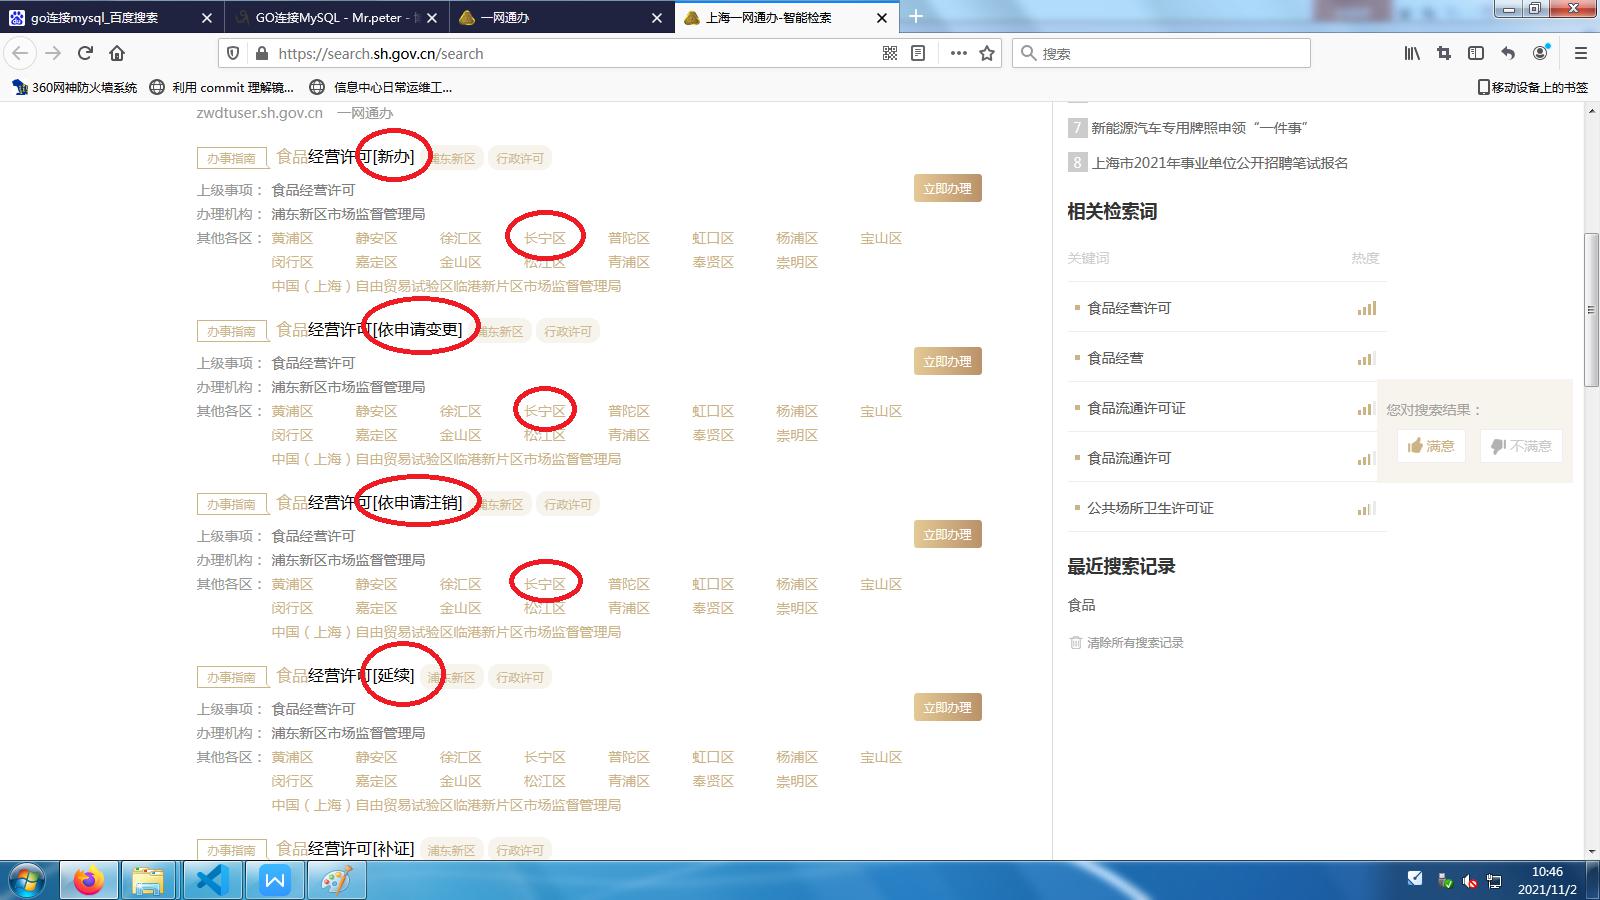 go连接mysql_百度搜索
GO连接MySQL - Mr.peter -
一网通办
上海一网通办-智能检索
https://search.sh.gov.cn/search
搜索
360网神防火墙系统
利用 commit 理解镜...
信息中心日常运维工...
移动设备上的书签
zwdtuser.sh.gov.cn 一网通办
办事指南 食品经营许可[新办] 浦东新区 行政许可
上级事项： 食品经营许可
立即办理
办理机构： 浦东新区市场监督管理局
其他各区： 黄浦区 静安区 徐汇区 长宁区 普陀区 虹口区 杨浦区 宝山区
闵行区 嘉定区 金山区 松江区 青浦区 奉贤区 崇明区
中国（上海）自由贸易试验区临港新片区市场监督管理局
办事指南 食品经营许可[依申请变更] 浦东新区 行政许可
上级事项： 食品经营许可
立即办理
办理机构： 浦东新区市场监督管理局
其他各区： 黄浦区 静安区 徐汇区 长宁区 普陀区 虹口区 杨浦区 宝山区
闵行区 嘉定区 金山区 松江区 青浦区 奉贤区 崇明区
中国（上海）自由贸易试验区临港新片区市场监督管理局
办事指南 食品经营许可[依申请注销] 浦东新区 行政许可
上级事项： 食品经营许可
立即办理
办理机构： 浦东新区市场监督管理局
其他各区： 黄浦区 静安区 徐汇区 长宁区 普陀区 虹口区 杨浦区 宝山区
闵行区 嘉定区 金山区 松江区 青浦区 奉贤区 崇明区
中国（上海）自由贸易试验区临港新片区市场监督管理局
办事指南 食品经营许可[延续] 浦东新区 行政许可
上级事项： 食品经营许可
立即办理
办理机构： 浦东新区市场监督管理局
其他各区： 黄浦区 静安区 徐汇区 长宁区 普陀区 虹口区 杨浦区 宝山区
闵行区 嘉定区 金山区 松江区 青浦区 奉贤区 崇明区
中国（上海）自由贸易试验区临港新片区市场监督管理局
办事指南 食品经营许可[补证] 浦东新区 行政许可
7 新能源汽车专用牌照申领“一件事”
8 上海市2021年事业单位公开招聘笔试报名
相关检索词
关键词 热度
食品经营许可
食品经营
食品流通许可证
食品流通许可
公共场所卫生许可证
最近搜索记录
食品
清除所有搜索记录
您对搜索结果：
满意 不满意
10:46
2021/11/2